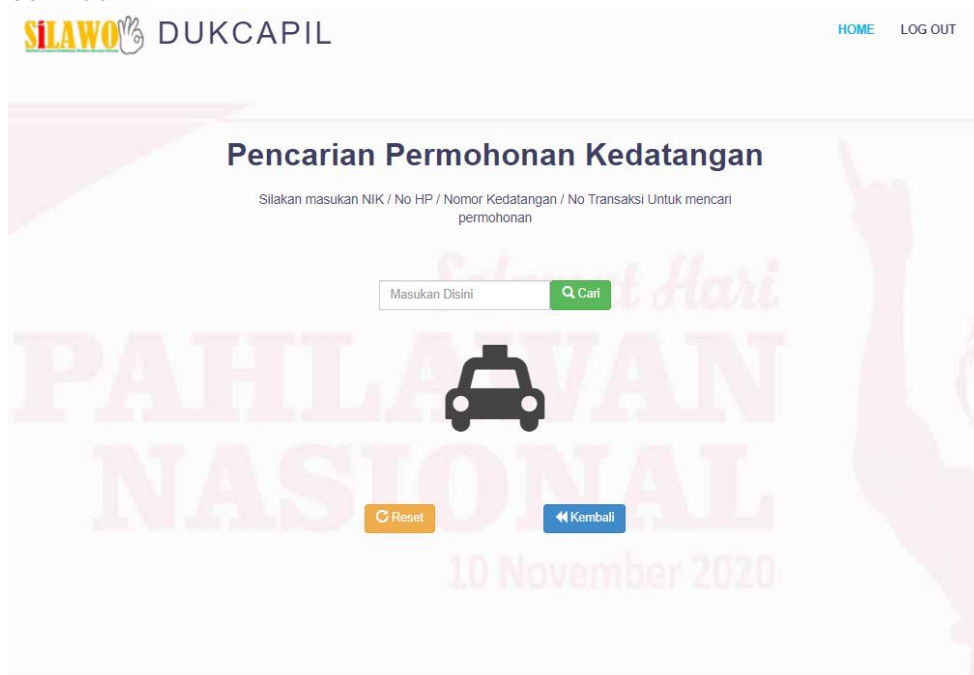 SiLAWO DUKCAPIL
HOME LOG OUT
Pencarian Permohonan Kedatangan
Silakan masukan NIK / No HP / Nomor Kedatangan / No Transaksi Untuk mencari
permohonan
Selamat Hari
Masukan Disini Cari
PAHLAWAN
NASIONAL
Reset Kembali
10 November 2020